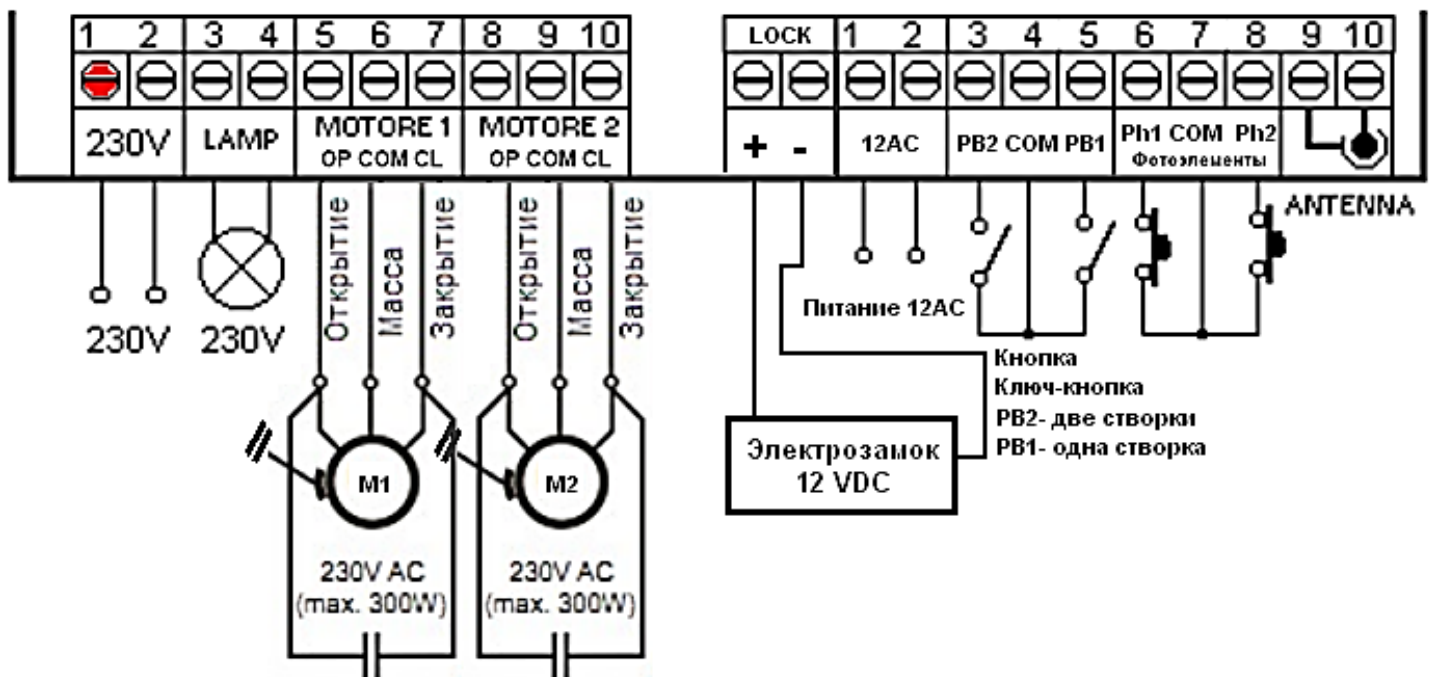 1 2 3 4 5 6 7 8 9 10
LOCK 1 2 3 4 5 6 7 8 9 10
230V LAMP MOTORE 1 MOTORE 2
OP COM CL OP COM CL
+ - 12AC PB2 COM PB1 Ph1 COM Ph2
Фотоэлементы
ANTENNA
Открытие Масса Закрытие Открытие Масса Закрытие
230V 230V
Питание 12AC
Кнопка
Ключ-кнопка
PB2- две створки
PB1- одна створка
Электрозамок
12 VDC
M1 M2
230V AC 230V AC
(max. 300W) (max. 300W)